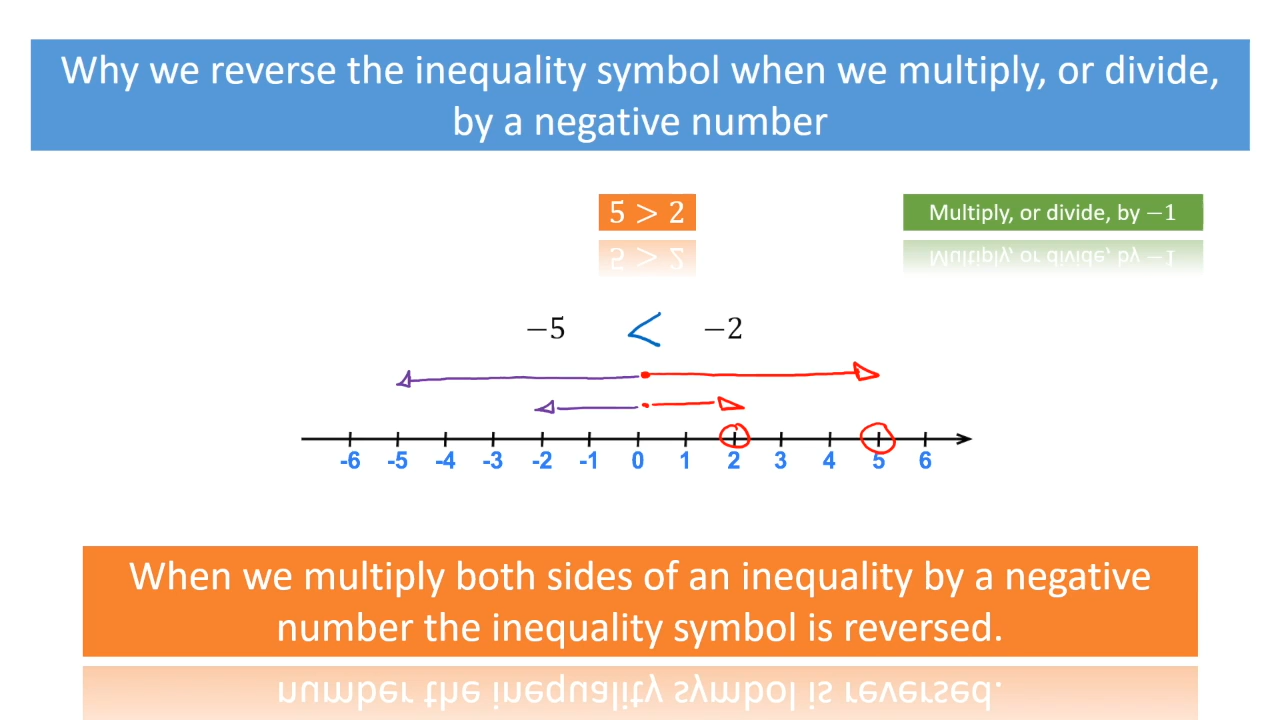 Why we reverse the inequality symbol when we multiply, or divide,
by a negative number
5 > 2
Multiply, or divide, by −1
−5 < −2
-6 -5 -4 -3 -2 -1 0 1 2 3 4 5 6
When we multiply both sides of an inequality by a negative
number the inequality symbol is reversed.